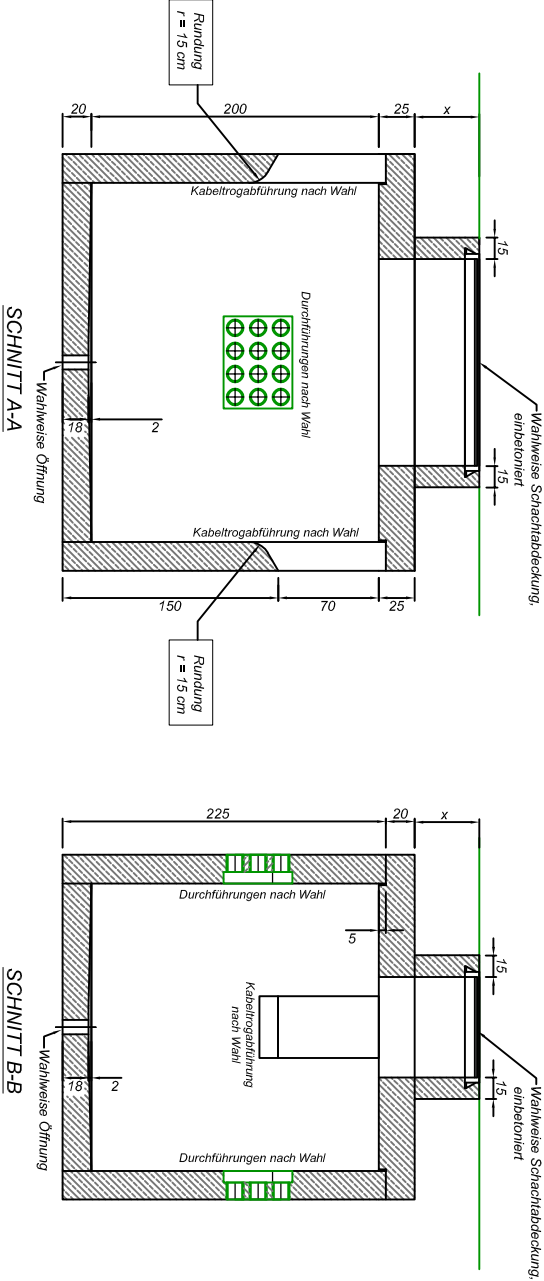 Wahlweise Schachtabdeckung,
einbetoniert
x
15
15
25
200
20
Rundung
r = 15 cm
Kabeltrogabführung nach Wahl
Durchführungen nach Wahl
Kabeltrogabführung nach Wahl
25
70
150
Rundung
r = 15 cm
18
2
Wahlweise Öffnung
SCHNITT A-A
Wahlweise Schachtabdeckung,
einbetoniert
x
15
15
20
225
5
Durchführungen nach Wahl
Kabeltrogabführung
nach Wahl
Durchführungen nach Wahl
18
2
Wahlweise Öffnung
SCHNITT B-B